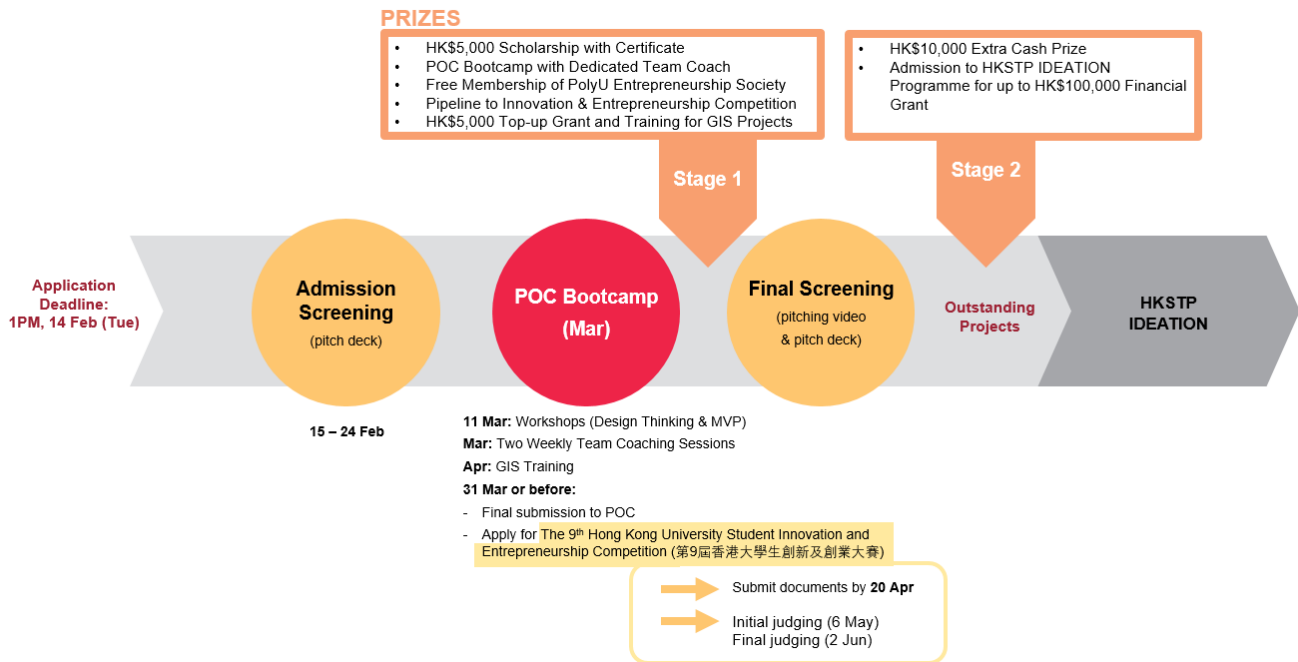 PRIZES
• HK$5,000 Scholarship with Certificate
• POC Bootcamp with Dedicated Team Coach
• Free Membership of PolyU Entrepreneurship Society
• Pipeline to Innovation & Entrepreneurship Competition
• HK$5,000 Top-up Grant and Training for GIS Projects
• HK$10,000 Extra Cash Prize
• Admission to HKSTP IDEATION
Programme for up to HK$100,000 Financial
Grant
Stage 1
Stage 2
Application
Deadline:
1PM, 14 Feb (Tue)
Admission
Screening
(pitch deck)
POC Bootcamp
(Mar)
Final Screening
(pitching video
& pitch deck)
Outstanding
Projects
HKSTP
IDEATION
15 – 24 Feb
11 Mar: Workshops (Design Thinking & MVP)
Mar: Two Weekly Team Coaching Sessions
Apr: GIS Training
31 Mar or before:
- Final submission to POC
- Apply for The 9th Hong Kong University Student Innovation and
Entrepreneurship Competition (第9屆香港大學生創新及創業大賽)
Submit documents by 20 Apr
Initial judging (6 May)
Final judging (2 Jun)